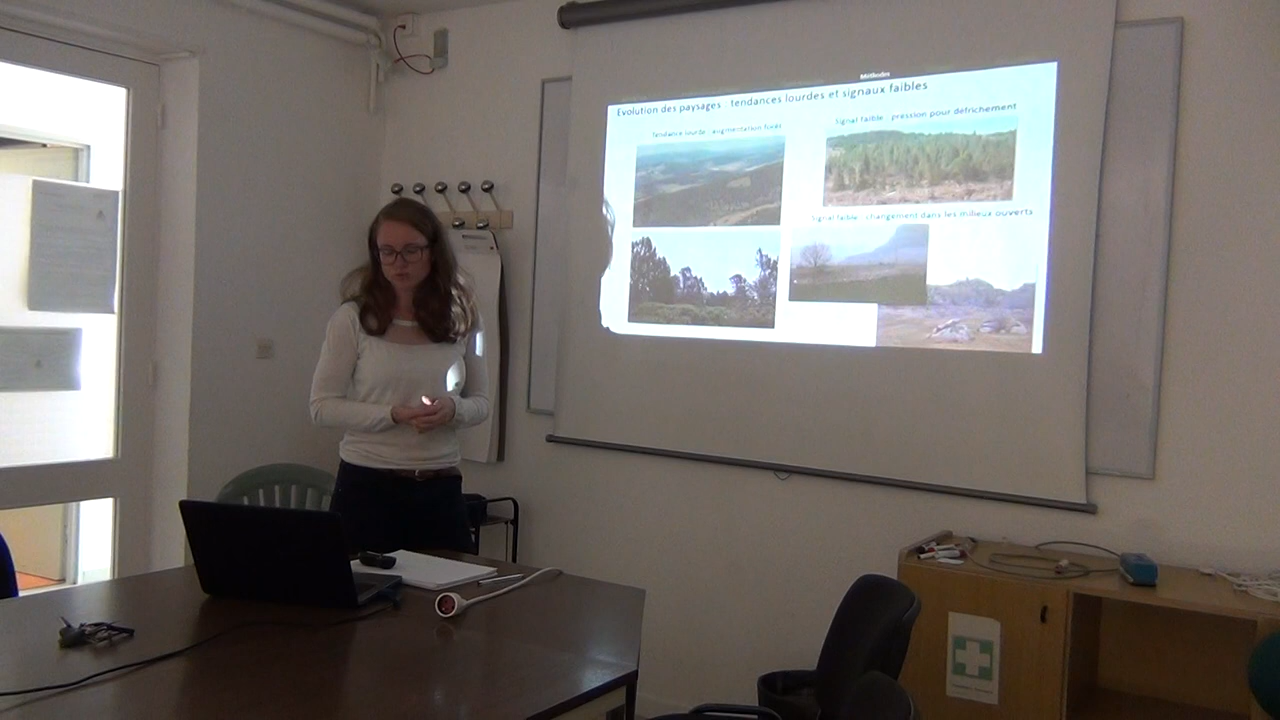 Méthodes
Evolution des paysages : tendances lourdes et signaux faibles
Tendance lourde : augmentation forêt
Signal faible : pression pour défrichement
Signal faible : changement dans les milieux ouverts